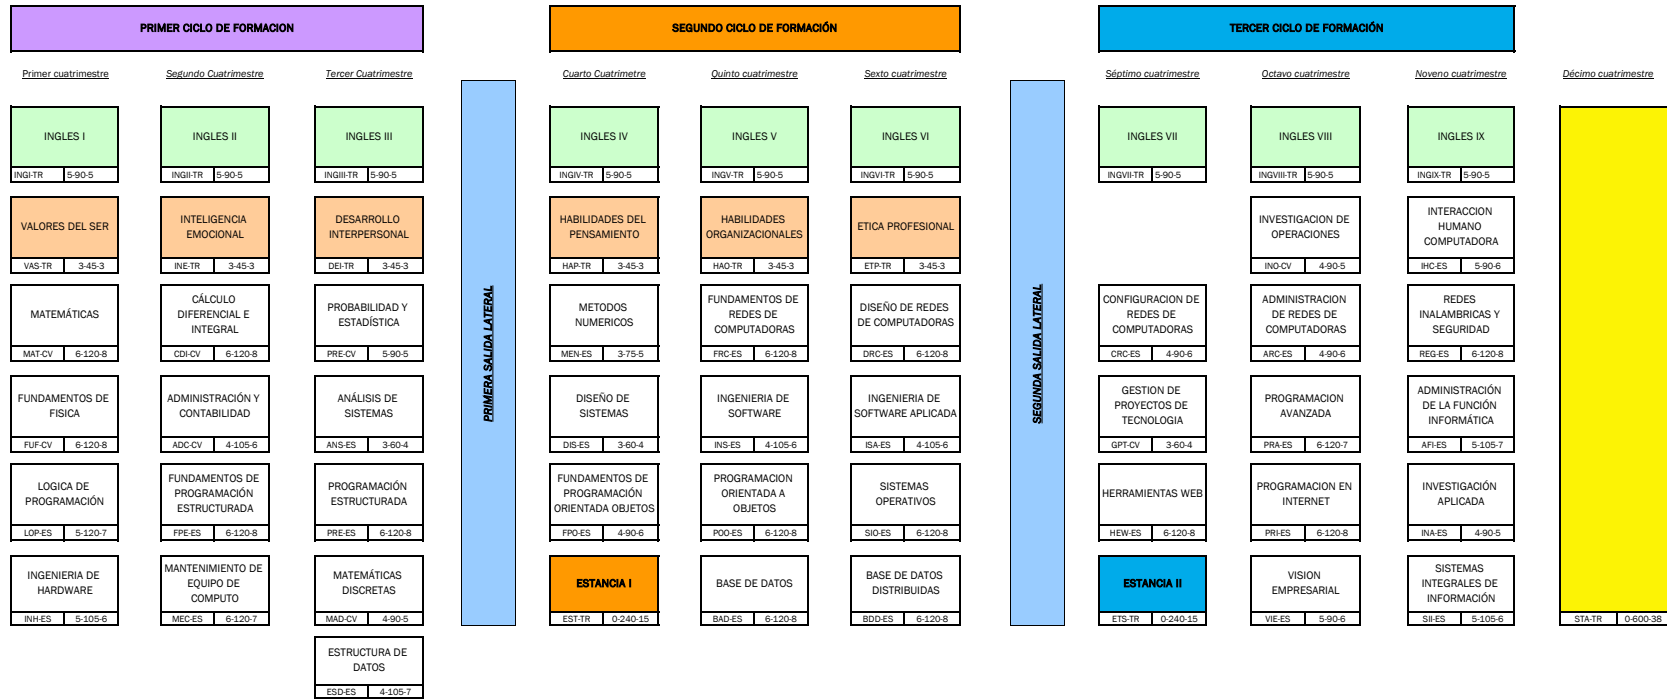 PRIMER CICLO DE FORMACION
SEGUNDO CICLO DE FORMACIÓN
TERCER CICLO DE FORMACIÓN
Primer cuatrimestre
Segundo Cuatrimestre
Tercer Cuatrimestre
Cuarto Cuatrimetre
Quinto cuatrimestre
Sexto cuatrimestre
Séptimo cuatrimestre
Octavo cuatrimestre
Noveno cuatrimestre
Décimo cuatrimestre
INGLES I
INGI-TR 5-90-5
INGLES II
INGII-TR 5-90-5
INGLES III
INGIII-TR 5-90-5
INGLES IV
INGIV-TR 5-90-5
INGLES V
INGV-TR 5-90-5
INGLES VI
INGVI-TR 5-90-5
INGLES VII
INGVII-TR 5-90-5
INGLES VIII
INGVIII-TR 5-90-5
INGLES IX
INGIX-TR 5-90-5
VALORES DEL SER
VAS-TR 3-45-3
INTELIGENCIA
EMOCIONAL
INE-TR 3-45-3
DESARROLLO
INTERPERSONAL
DEI-TR 3-45-3
HABILIDADES DEL
PENSAMIENTO
HAP-TR 3-45-3
HABILIDADES
ORGANIZACIONALES
HAO-TR 3-45-3
ETICA PROFESIONAL
ETP-TR 3-45-3
INVESTIGACION DE
OPERACIONES
INO-CV 4-90-5
INTERACCION
HUMANO
COMPUTADORA
IHC-ES 5-90-6
MATEMÁTICAS
MAT-CV 6-120-8
CÁLCULO
DIFERENCIAL E
INTEGRAL
CDI-CV 6-120-8
PROBABILIDAD Y
ESTADÍSTICA
PRE-CV 5-90-5
PRIMERA SALIDA LATERAL
METODOS
NUMERICOS
MEN-ES 3-75-5
FUNDAMENTOS DE
REDES DE
COMPUTADORAS
FRC-ES 6-120-8
DISEÑO DE REDES
DE COMPUTADORAS
DRC-ES 6-120-8
SEGUNDA SALIDA LATERAL
CONFIGURACION DE
REDES DE
COMPUTADORAS
CRC-ES 4-90-6
ADMINISTRACION
DE REDES DE
COMPUTADORAS
ARC-ES 4-90-6
REDES
INALAMBRICAS Y
SEGURIDAD
REG-ES 6-120-8
FUNDAMENTOS DE
FISICA
FUF-CV 6-120-8
ADMINISTRACIÓN Y
CONTABILIDAD
ADC-CV 4-105-6
ANÁLISIS DE
SISTEMAS
ANS-ES 3-60-4
DISEÑO DE
SISTEMAS
DIS-ES 3-60-4
INGENIERIA DE
SOFTWARE
INS-ES 4-105-6
INGENIERIA DE
SOFTWARE APLICADA
ISA-ES 4-105-6
GESTION DE
PROYECTOS DE
TECNOLOGIA
GPT-CV 3-60-4
PROGRAMACION
AVANZADA
PRA-ES 6-120-7
ADMINISTRACIÓN
DE LA FUNCIÓN
INFORMÁTICA
AFI-ES 5-105-7
LOGICA DE
PROGRAMACIÓN
LOP-ES 5-120-7
FUNDAMENTOS DE
PROGRAMACIÓN
ESTRUCTURADA
FPE-ES 6-120-8
PROGRAMACIÓN
ESTRUCTURADA
PRE-ES 6-120-8
FUNDAMENTOS DE
PROGRAMACIÓN
ORIENTADA OBJETOS
FPO-ES 4-90-6
PROGRAMACION
ORIENTADA A
OBJETOS
POO-ES 6-120-8
SISTEMAS
OPERATIVOS
SIO-ES 6-120-8
HERRAMIENTAS WEB
HEW-ES 6-120-8
PROGRAMACION EN
INTERNET
PRI-ES 6-120-8
INVESTIGACIÓN
APLICADA
INA-ES 4-90-5
INGENIERIA DE
HARDWARE
INH-ES 5-105-6
MANTENIMIENTO DE
EQUIPO DE
COMPUTO
MEC-ES 6-120-7
MATEMÁTICAS
DISCRETAS
MAD-CV 4-90-5
ESTANCIA I
EST-TR 0-240-15
BASE DE DATOS
BAD-ES 6-120-8
BASE DE DATOS
DISTRIBUIDAS
BDD-ES 6-120-8
ESTANCIA II
ETS-TR 0-240-15
VISION
EMPRESARIAL
VIE-ES 5-90-6
SISTEMAS
INTEGRALES DE
INFORMACIÓN
SII-ES 5-105-6
STA-TR 0-600-38
ESTRUCTURA DE
DATOS
ESD-ES 4-105-7